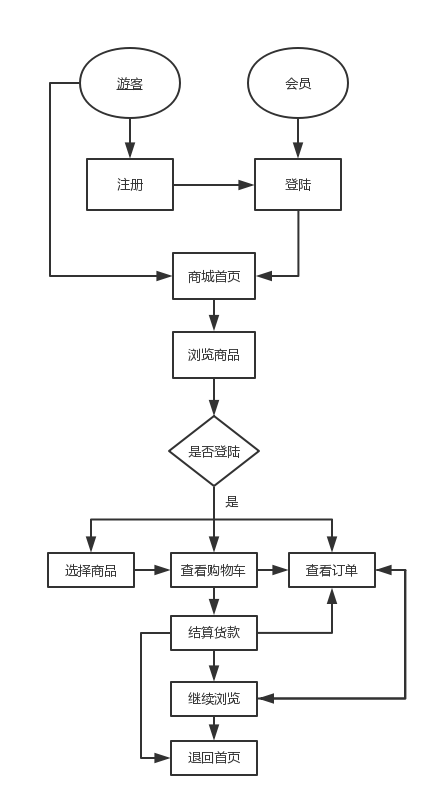 游客
会员
注册
登陆
商城首页
浏览商品
是否登陆
是
选择商品
查看购物车
查看订单
结算货款
继续浏览
退回首页